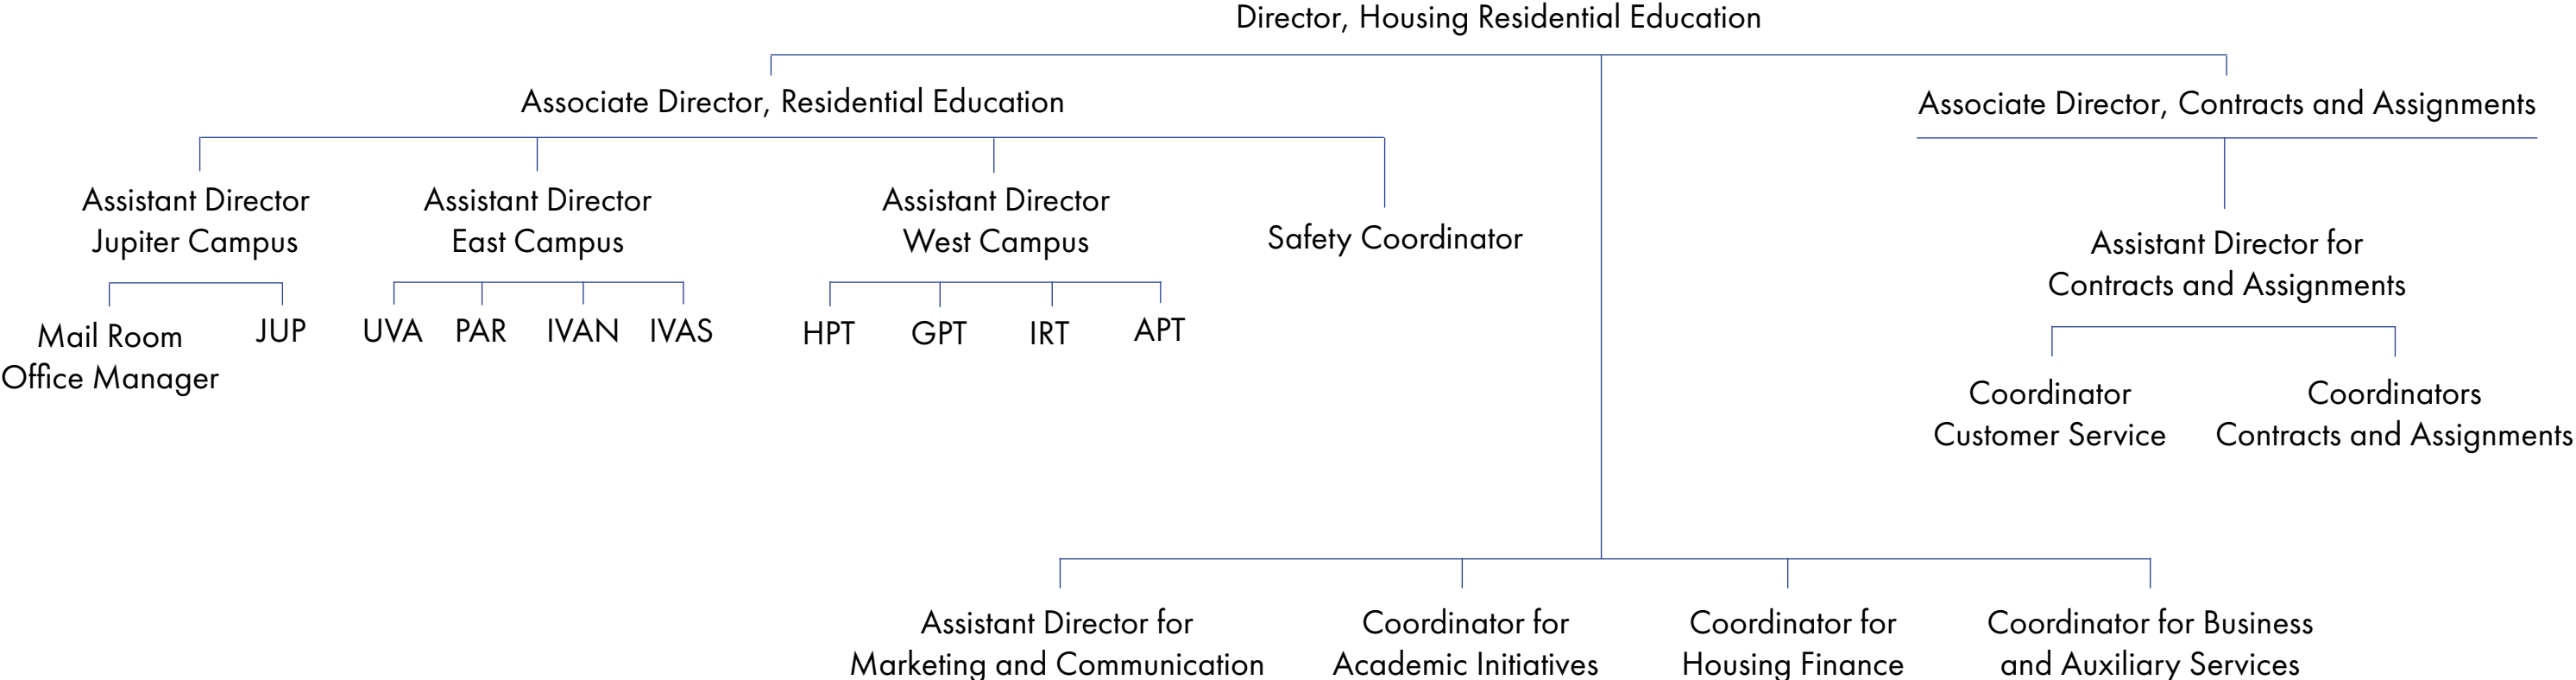 Director, Housing Residential Education
Associate Director, Residential Education
Associate Director, Contracts and Assignments
Assistant Director
Jupiter Campus
Assistant Director
East Campus
Assistant Director
West Campus
Safety Coordinator
Assistant Director for
Contracts and Assignments
Mail Room
Office Manager
JUP
UVA
PAR
IVAN
IVAS
HPT
GPT
IRT
APT
Coordinator
Customer Service
Coordinators
Contracts and Assignments
Assistant Director for
Marketing and Communication
Coordinator for
Academic Initiatives
Coordinator for
Housing Finance
Coordinator for Business
and Auxiliary Services